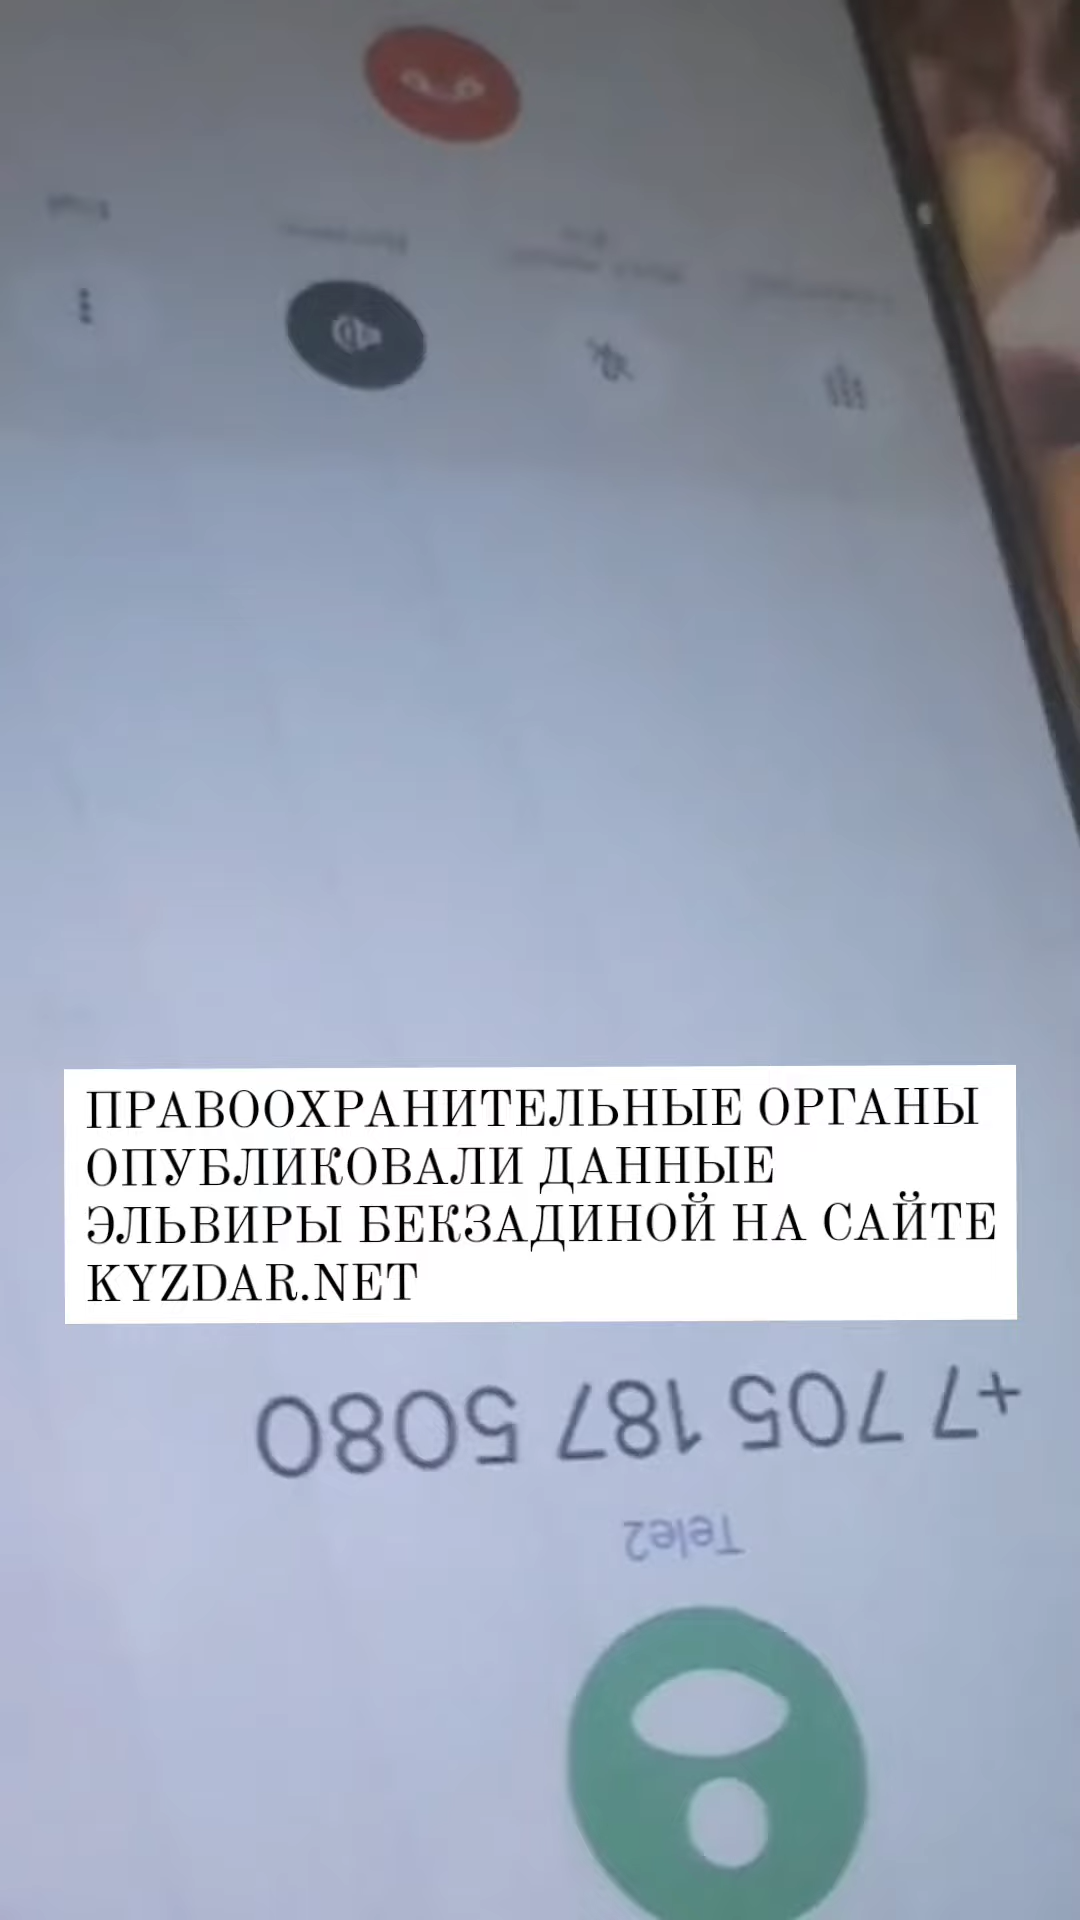 ПРАВООХРАНИТЕЛЬНЫЕ ОРГАНЫ
ОПУБЛИКОВАЛИ ДАННЫЕ
ЭЛЬВИРЫ БЕКЗАДИНОЙ НА САЙТЕ
KYZDAR.NET
+7 705 187 5080
Tele2